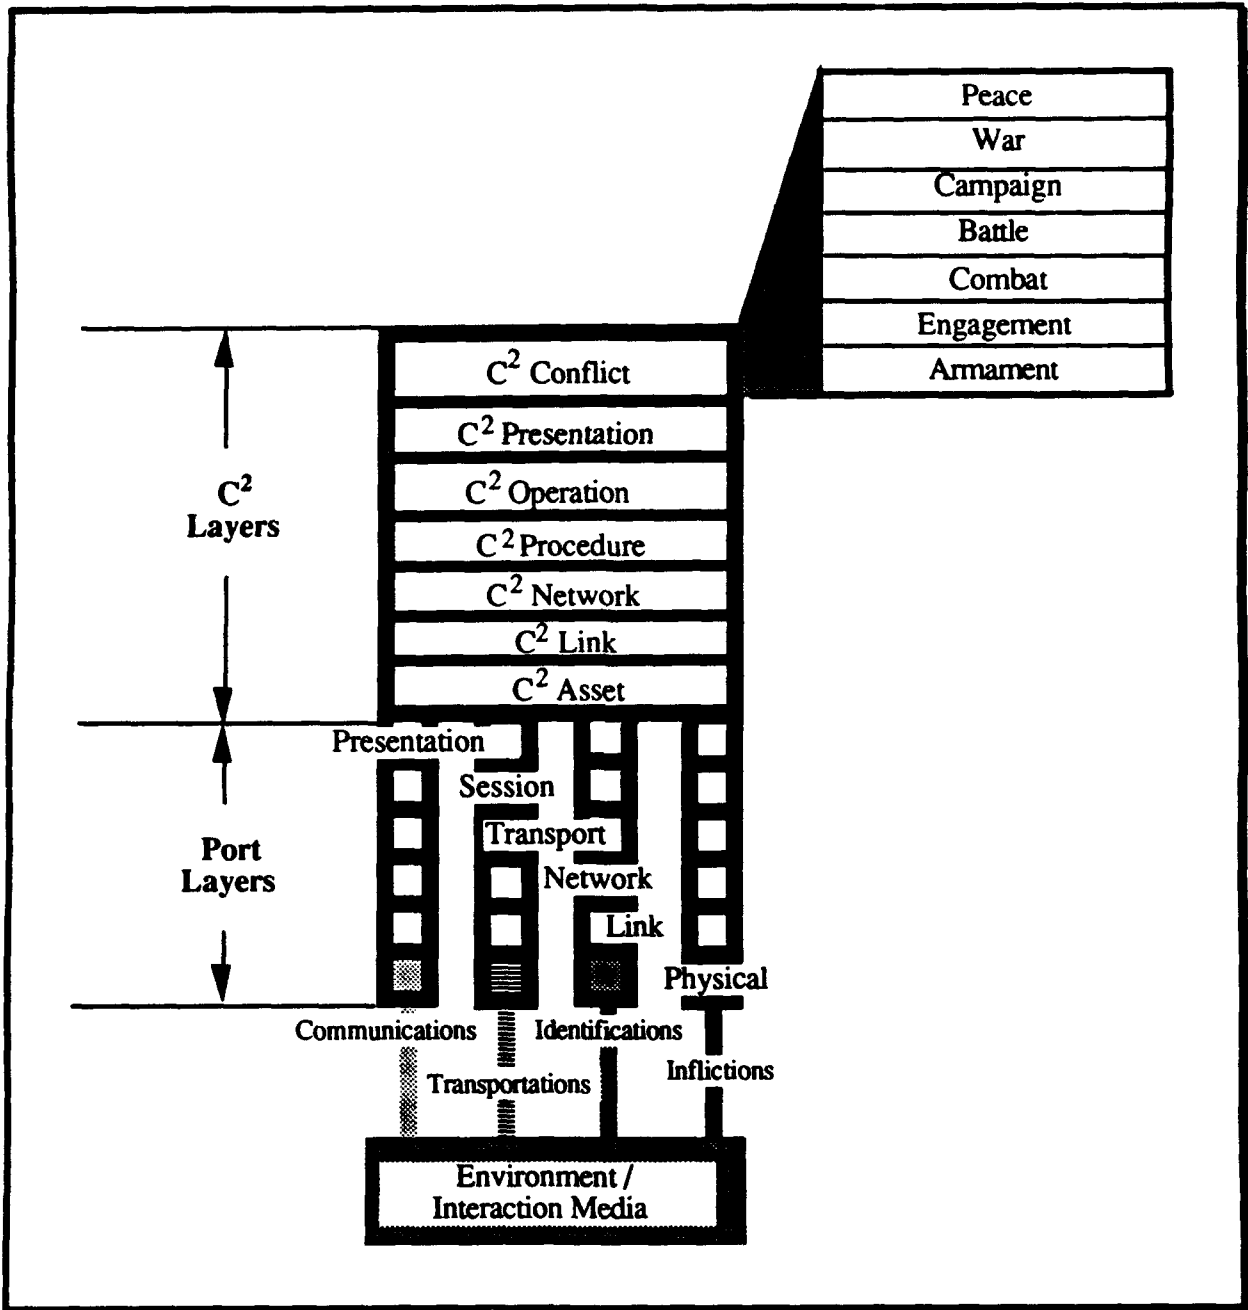 Peace
War
Campaign
Battle
Combat
Engagement
Armament
C² Conflict
C² Presentation
C² Operation
C² Procedure
C² Network
C² Link
C² Asset
C²
Layers
Presentation
Session
Transport
Network
Link
Physical
Port
Layers
Communications
Identifications
Transportations
Inflictions
Environment /
Interaction Media